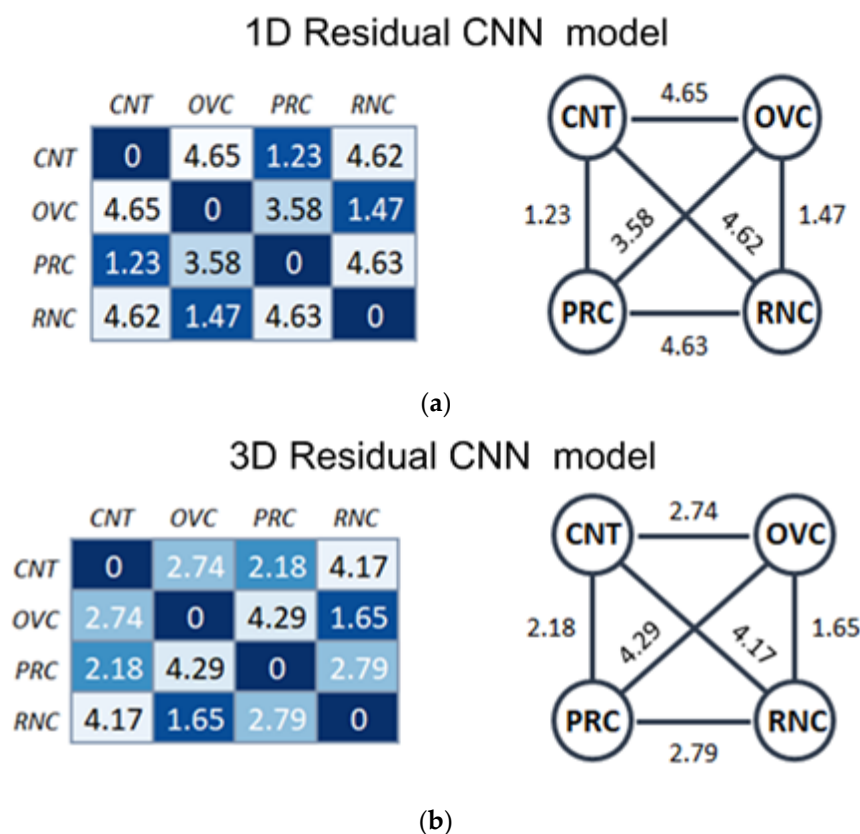 1D Residual CNN model
CNT OVC PRC RNC
CNT 0 4.65 1.23 4.62
OVC 4.65 0 3.58 1.47
PRC 1.23 3.58 0 4.63
RNC 4.62 1.47 4.63 0
CNT 4.65 OVC
1.23 3.58 4.62 1.47
PRC 4.63 RNC
(a)
3D Residual CNN model
CNT OVC PRC RNC
CNT 0 2.74 2.18 4.17
OVC 2.74 0 4.29 1.65
PRC 2.18 4.29 0 2.79
RNC 4.17 1.65 2.79 0
CNT 2.74 OVC
2.18 4.29 4.17 1.65
PRC 2.79 RNC
(b)